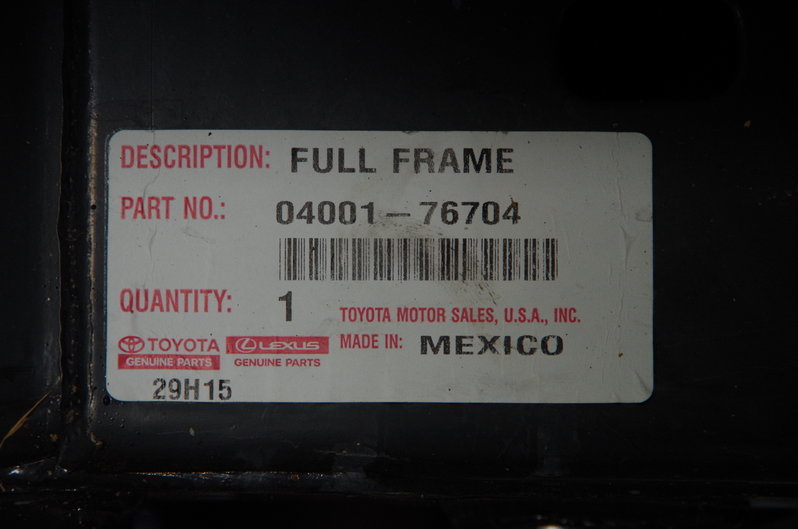 DESCRIPTION: FULL FRAME
PART NO.: 04001-76704
QUANTITY: 1
TOYOTA MOTOR SALES, U.S.A., INC.
MADE IN: MEXICO
TOYOTA
GENUINE PARTS
LEXUS
GENUINE PARTS
29H15